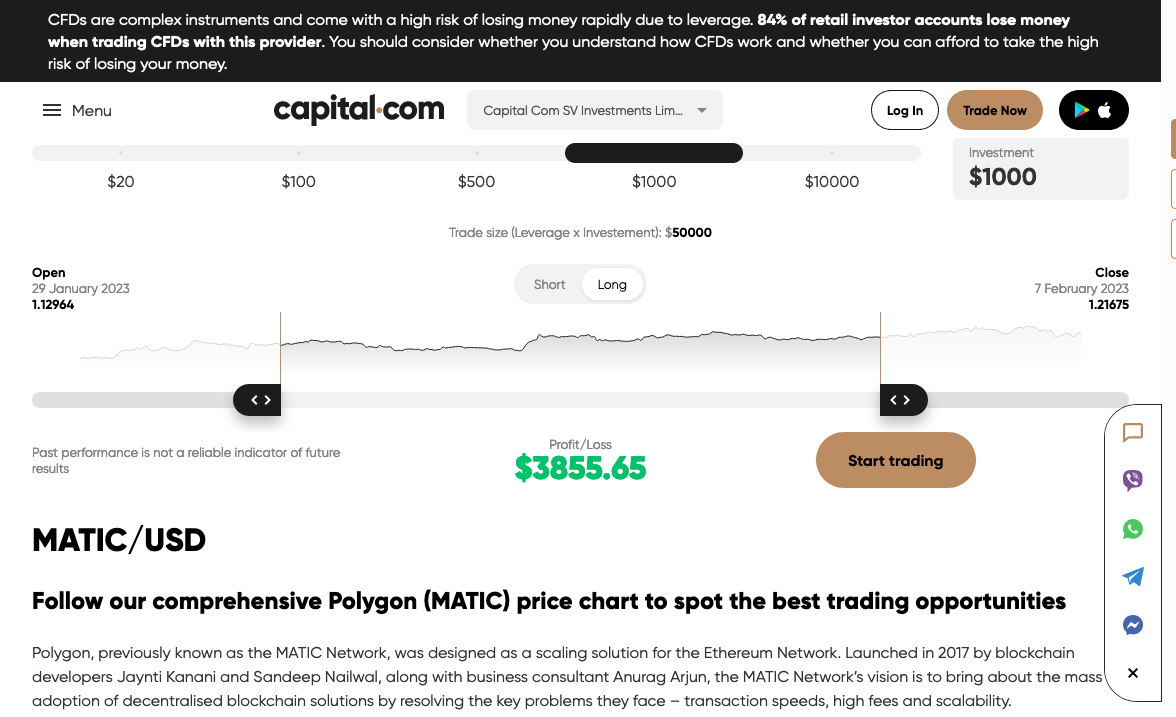 CFDs are complex instruments and come with a high risk of losing money rapidly due to leverage. 84% of retail investor accounts lose money
when trading CFDs with this provider. You should consider whether you understand how CFDs work and whether you can afford to take the high
risk of losing your money.
Menu
capital.com
Capital Com SV Investments Lim...
Log In
Trade Now
$20
$100
$500
$1000
$10000
Investment
$1000
Trade size (Leverage x Investement): $50000
Open
29 January 2023
1.12964
Short
Long
Close
7 February 2023
1.21675
Past performance is not a reliable indicator of future
results
Profit/Loss
$3855.65
Start trading
MATIC/USD
Follow our comprehensive Polygon (MATIC) price chart to spot the best trading opportunities
Polygon, previously known as the MATIC Network, was designed as a scaling solution for the Ethereum Network. Launched in 2017 by blockchain
developers Jaynti Kanani and Sandeep Nailwal, along with business consultant Anurag Arjun, the MATIC Network's vision is to bring about the mass
adoption of decentralised blockchain solutions by resolving the key problems they face – transaction speeds, high fees and scalability.